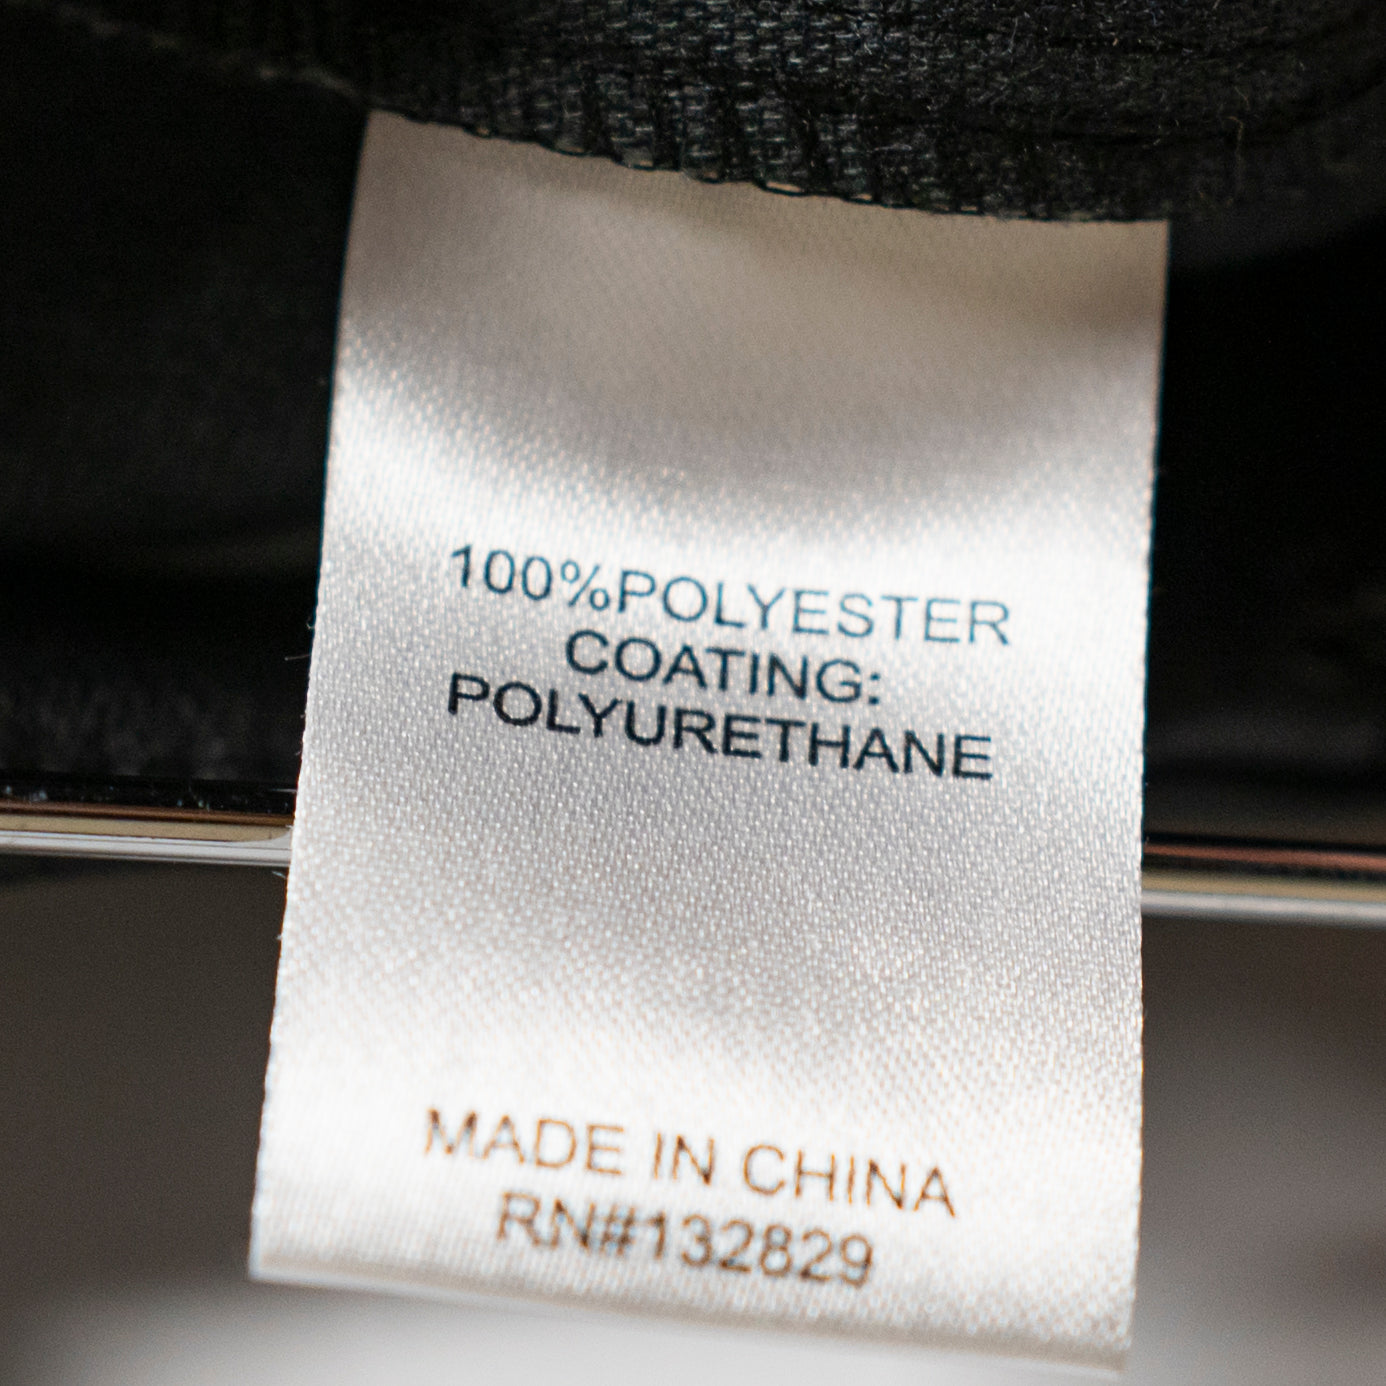 100%POLYESTER
COATING:
POLYURETHANE
MADE IN CHINA
RN#132829